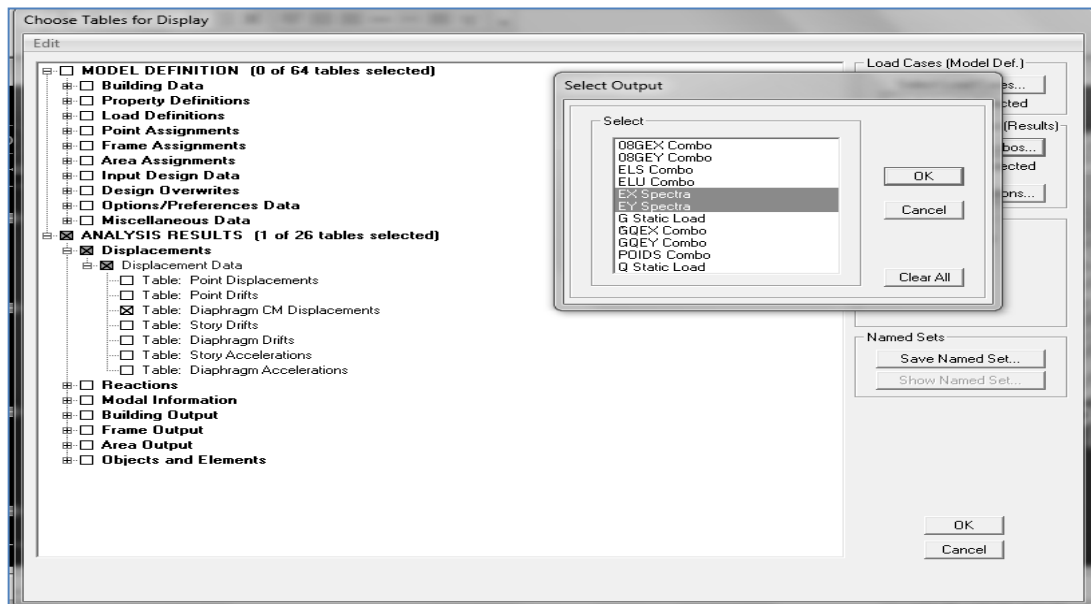 Choose Tables for Display
Edit
MODEL DEFINITION (0 of 64 tables selected)
Building Data
Property Definitions
Load Definitions
Point Assignments
Frame Assignments
Area Assignments
Input Design Data
Design Overwrites
Options/Preferences Data
Miscellaneous Data
ANALYSIS RESULTS (1 of 26 tables selected)
Displacements
Displacement Data
Table: Point Displacements
Table: Point Drifts
Table: Diaphragm CM Displacements
Table: Story Drifts
Table: Diaphragm Drifts
Table: Story Accelerations
Table: Diaphragm Accelerations
Reactions
Modal Information
Building Output
Frame Output
Area Output
Objects and Elements
Select Output
Select
08GEX Combo
08GEY Combo
ELS Combo
ELU Combo
EX Spectra
EY Spectra
G Static Load
GQEX Combo
GQEY Combo
POIDS Combo
Q Static Load
OK
Cancel
Clear All
Load Cases (Model Def.)
(Results)
Named Sets
Save Named Set...
Show Named Set...
OK
Cancel